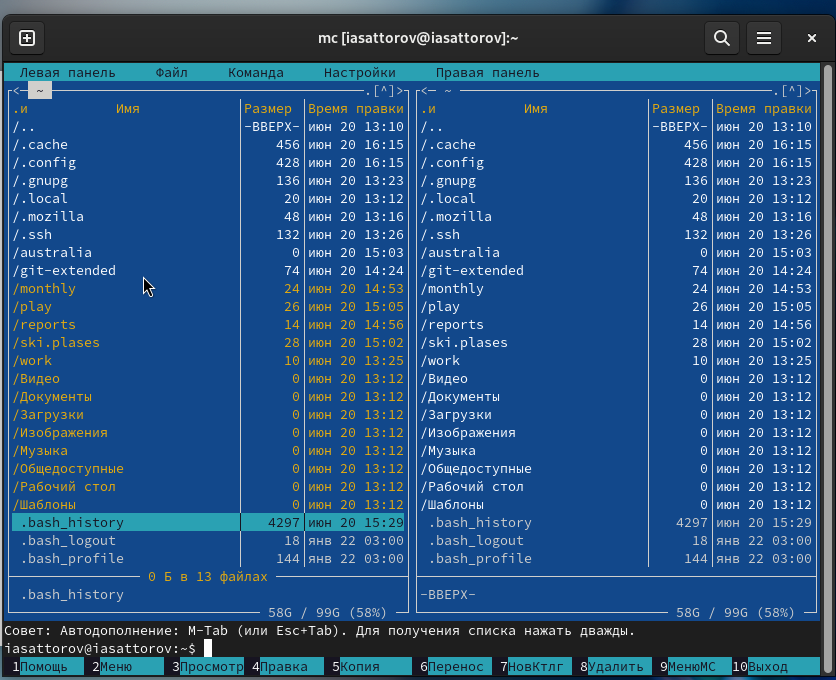 mc [iasattorov@iasattorov]:~
Левая панель Файл Команда Настройки Правая панель
<─ ~ .[^]> <─ ~ .[^]>
.и Имя Размер Время правки .и Имя Размер Время правки
/.. -ВВЕРХ- июн 20 13:10 /.. -ВВЕРХ- июн 20 13:10
/.cache 456 июн 20 16:15 /.cache 456 июн 20 16:15
/.config 428 июн 20 16:15 /.config 428 июн 20 16:15
/.gnupg 136 июн 20 13:23 /.gnupg 136 июн 20 13:23
/.local 20 июн 20 13:12 /.local 20 июн 20 13:12
/.mozilla 48 июн 20 13:16 /.mozilla 48 июн 20 13:16
/.ssh 132 июн 20 13:26 /.ssh 132 июн 20 13:26
/australia 0 июн 20 15:03 /australia 0 июн 20 15:03
/git-extended 74 июн 20 14:24 /git-extended 74 июн 20 14:24
/monthly 24 июн 20 14:53 /monthly 24 июн 20 14:53
/play 26 июн 20 15:05 /play 26 июн 20 15:05
/reports 14 июн 20 14:56 /reports 14 июн 20 14:56
/ski.plases 28 июн 20 15:02 /ski.plases 28 июн 20 15:02
/work 10 июн 20 13:25 /work 10 июн 20 13:25
/Видео 0 июн 20 13:12 /Видео 0 июн 20 13:12
/Документы 0 июн 20 13:12 /Документы 0 июн 20 13:12
/Загрузки 0 июн 20 13:12 /Загрузки 0 июн 20 13:12
/Изображения 0 июн 20 13:12 /Изображения 0 июн 20 13:12
/Музыка 0 июн 20 13:12 /Музыка 0 июн 20 13:12
/Общедоступные 0 июн 20 13:12 /Общедоступные 0 июн 20 13:12
/Рабочий стол 0 июн 20 13:12 /Рабочий стол 0 июн 20 13:12
/Шаблоны 0 июн 20 13:12 /Шаблоны 0 июн 20 13:12
.bash_history 4297 июн 20 15:29 .bash_history 4297 июн 20 15:29
.bash_logout 18 янв 22 03:00 .bash_logout 18 янв 22 03:00
.bash_profile 144 янв 22 03:00 .bash_profile 144 янв 22 03:00
0 Б в 13 файлах
.bash_history -ВВЕРХ-
58G / 99G (58%) 58G / 99G (58%)
Совет: Автодополнение: M-Tab (или Esc+Tab). Для получения списка нажать дважды.
iasattorov@iasattorov:~$
1Помощь 2Меню 3Просмотр 4Правка 5Копия 6Перенос 7НовКтлг 8Удалить 9МенюМС 10Выход